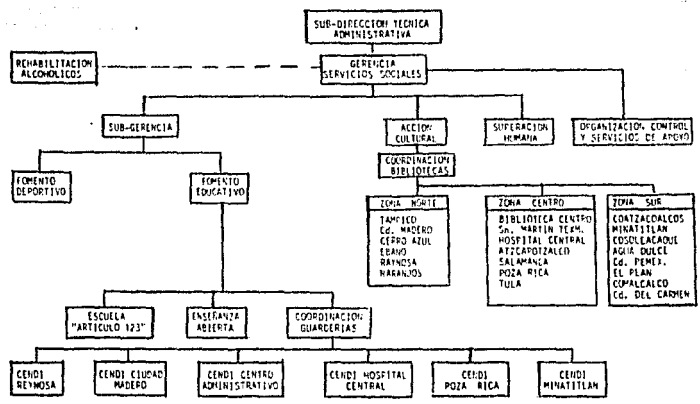 SUB-DIRECCION TECNICA
ADMINISTRATIVA
REHABILITACION
ALCOHOLICOS
GERENCIA
SERVICIOS SOCIALES
SUB-GERENCIA
ACCION
CULTURAL
SUPERACION
HUMANA
ORGANIZACION CONTROL
Y SERVICIOS DE APOYO
COORDINACION
BIBLIOTECAS
FOMENTO
DEPORTIVO
FOMENTO
EDUCATIVO
ZONA NORTE
TAMPICO
Cd. MADERO
CERRO AZUL
EBANO
RAYNOSA
NARANJOS
ZONA CENTRO
BIBLIOTECA CENTRO
Sn. MARTIN TEXM.
HOSPITAL CENTRAL
ATZCAPOTZALCO
SALAMANCA
POZA RICA
TULA
ZONA SUR
COATZACOALCOS
MINATITLAN
COSOLEACAQUE
AGUA DULCE
Cd. PEMEX.
EL PLAN
COMALCALCO
Cd. DEL CARMEN
ESCUELA
"ARTICULO 123"
ENSEÑANZA
ABIERTA
COORDINACION
GUARDERIAS
CENDI
REYNOSA
CENDI CIUDAD
MADERO
CENDI CENTRO
ADMINISTRATIVO
CENDI HOSPITAL
CENTRAL
CENDI
POZA RICA
CENDI
MINATITLAN